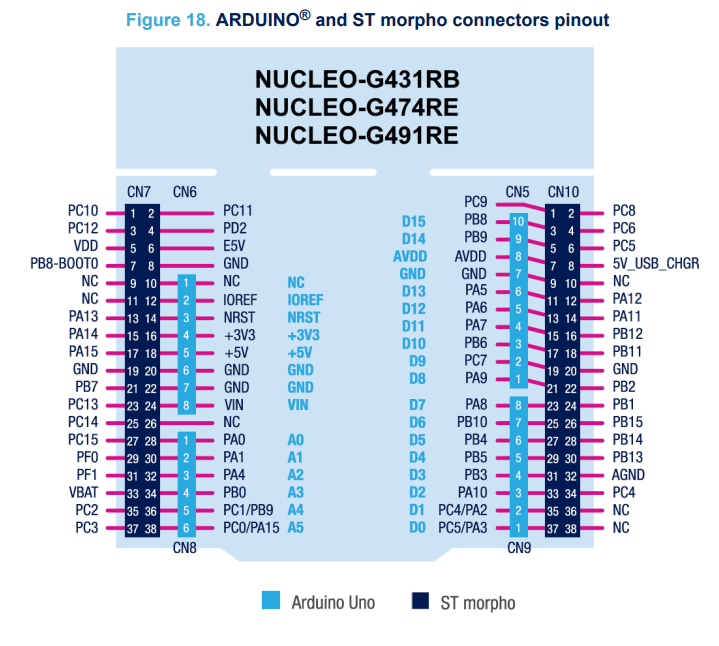 Figure 18. ARDUINO® and ST morpho connectors pinout
NUCLEO-G431RB
NUCLEO-G474RE
NUCLEO-G491RE
CN7 CN6 CN5 CN10
PC10 1 2 PC11 PC9 1 2 PC8
PC12 3 4 PD2 D15 PB8 10 3 4 PC6
VDD 5 6 E5V D14 PB9 9 5 6 PC5
PB8-BOOT0 7 8 GND AVDD AVDD 8 7 8 5V_USB_CHGR
NC 9 10 1 NC NC GND GND 7 9 10 NC
NC 11 12 2 IOREF IOREF D13 PA5 6 11 12 PA12
PA13 13 14 3 NRST NRST D12 PA6 5 13 14 PA11
PA14 15 16 4 +3V3 +3V3 D11 PA7 4 15 16 PB12
PA15 17 18 5 +5V +5V D10 PB6 3 17 18 PB11
GND 19 20 6 GND GND D9 PC7 2 19 20 GND
PB7 21 22 7 GND GND D8 PA9 1 21 22 PB2
PC13 23 24 8 VIN VIN D7 PA8 8 23 24 PB1
PC14 25 26 NC D6 PB10 7 25 26 PB15
PC15 27 28 1 PA0 A0 D5 PB4 6 27 28 PB14
PF0 29 30 2 PA1 A1 D4 PB5 5 29 30 PB13
PF1 31 32 3 PA4 A2 D3 PB3 4 31 32 AGND
VBAT 33 34 4 PB0 A3 D2 PA10 3 33 34 PC4
PC2 35 36 5 PC1/PB9 A4 D1 PC4/PA2 2 35 36 NC
PC3 37 38 6 PC0/PA15 A5 D0 PC5/PA3 1 37 38 NC
CN8 CN9
Arduino Uno ST morpho